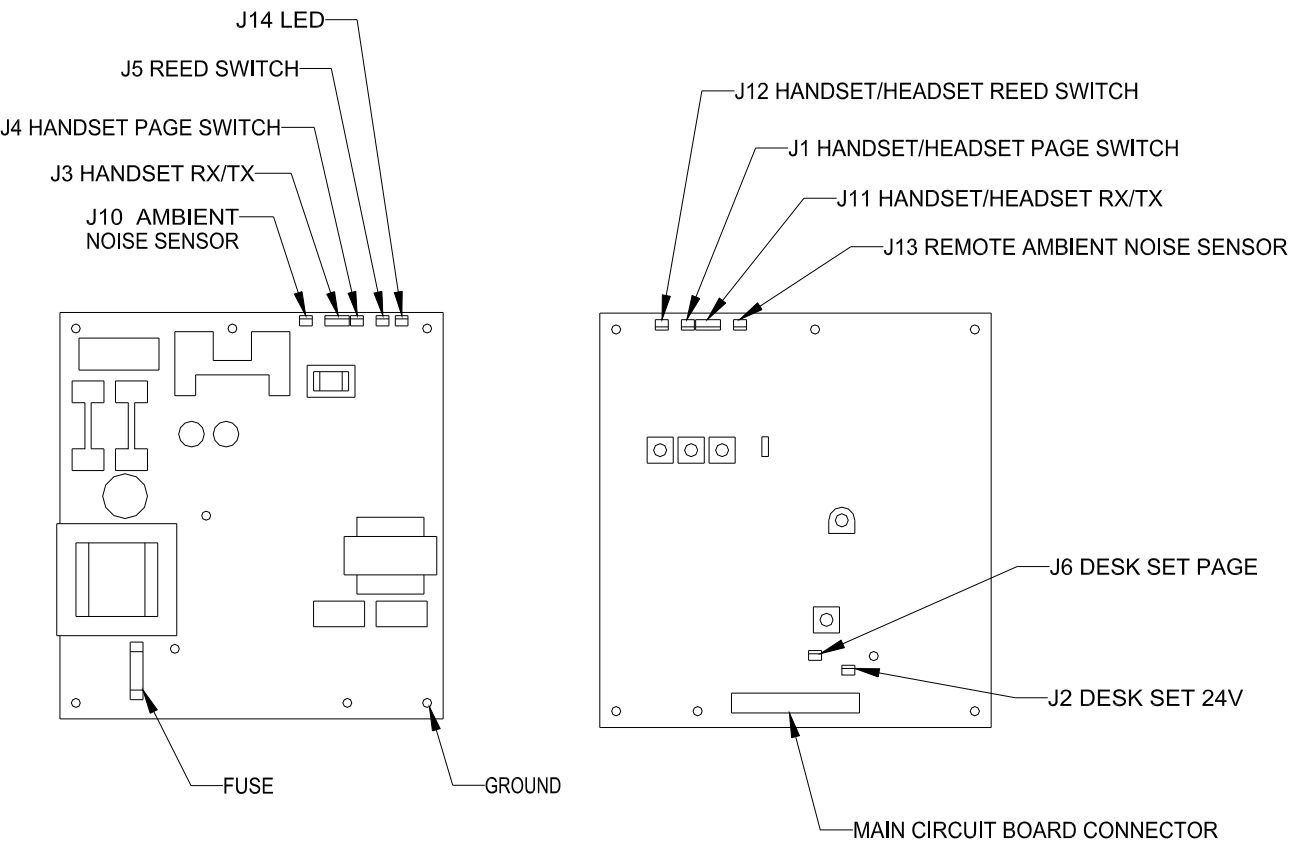 J14 LED
J5 REED SWITCH
J4 HANDSET PAGE SWITCH
J3 HANDSET RX/TX
J10 AMBIENT
NOISE SENSOR
FUSE
GROUND
J12 HANDSET/HEADSET REED SWITCH
J1 HANDSET/HEADSET PAGE SWITCH
J11 HANDSET/HEADSET RX/TX
J13 REMOTE AMBIENT NOISE SENSOR
J6 DESK SET PAGE
J2 DESK SET 24V
MAIN CIRCUIT BOARD CONNECTOR